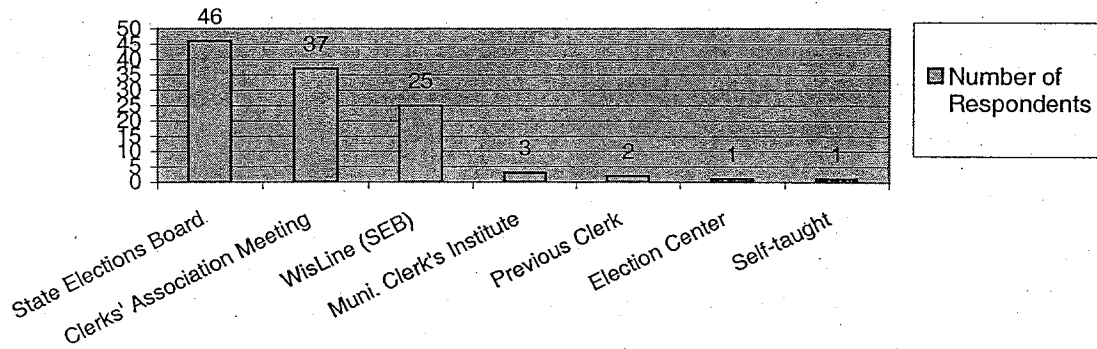 46
50
45
40
35
30
25
20
15
10
5
0
37
25
3
2
1
1
State Elections Board
Clerks' Association Meeting
WisLine (SEB)
Muni. Clerk's Institute
Previous Clerk
Election Center
Self-taught
Number of
Respondents